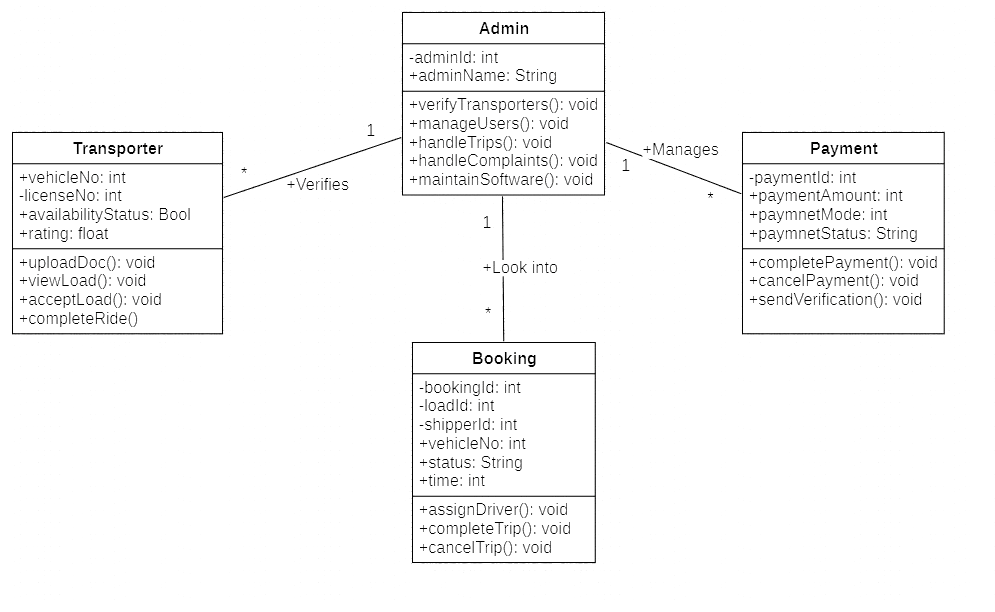 Admin
-adminId: int
+adminName: String
+verifyTransporters(): void
+manageUsers(): void
+handleTrips(): void
+handleComplaints(): void
+maintainSoftware(): void
Transporter
+vehicleNo: int
-licenseNo: int
+availabilityStatus: Bool
+rating: float
+uploadDoc(): void
+viewLoad(): void
+acceptLoad(): void
+completeRide()
1
*
+Verifies
+Manages
1
*
Payment
-paymentId: int
+paymentAmount: int
+paymnetMode: int
+paymnetStatus: String
+completePayment(): void
+cancelPayment(): void
+sendVerification(): void
1
+Look into
*
Booking
-bookingId: int
-loadId: int
-shipperId: int
+vehicleNo: int
+status: String
+time: int
+assignDriver(): void
+completeTrip(): void
+cancelTrip(): void